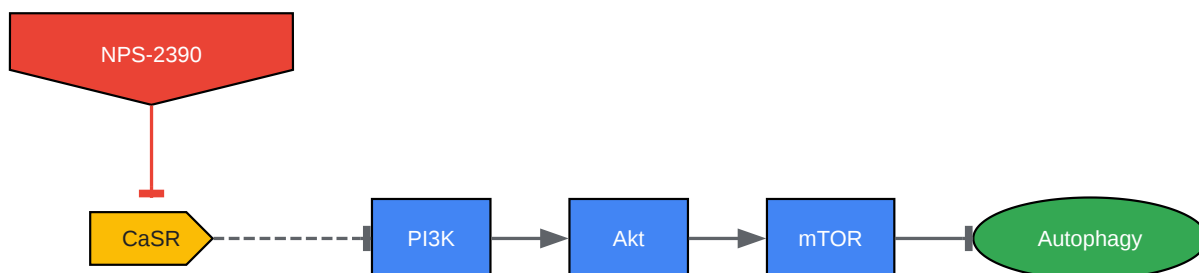 NPS-2390
CaSR
PI3K
Akt
mTOR
Autophagy